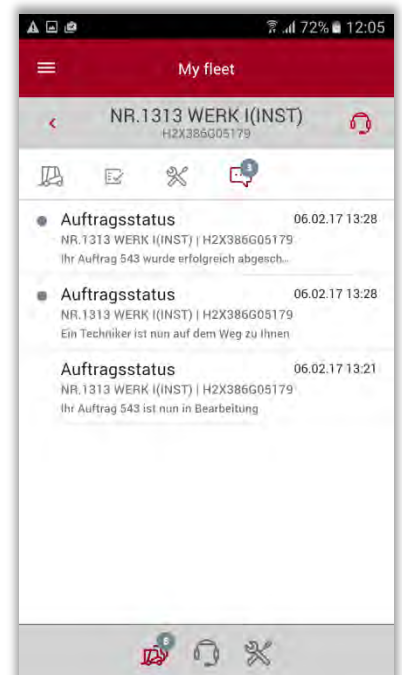 72% 12:05
My fleet
NR.1313 WERK I(INST)
H2X386G05179
3
Auftragsstatus 06.02.17 13:28
NR.1313 WERK I(INST) | H2X386G05179
Ihr Auftrag 543 wurde erfolgreich abgesch...
Auftragsstatus 06.02.17 13:28
NR.1313 WERK I(INST) | H2X386G05179
Ein Techniker ist nun auf dem Weg zu Ihnen
Auftragsstatus 06.02.17 13:21
NR.1313 WERK I(INST) | H2X386G05179
Ihr Auftrag 543 ist nun in Bearbeitung